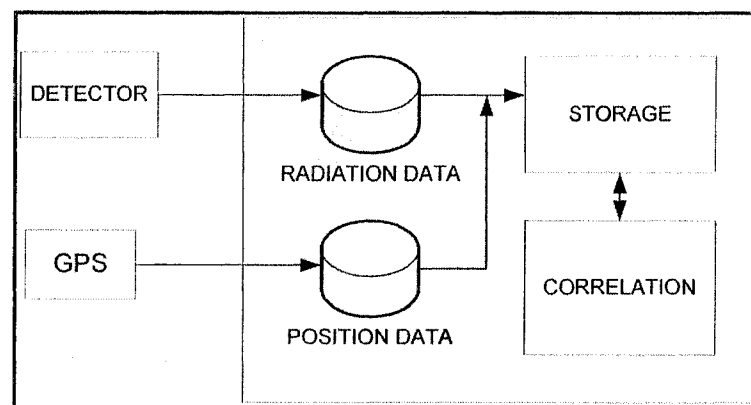 DETECTOR
RADIATION DATA
STORAGE
GPS
POSITION DATA
CORRELATION